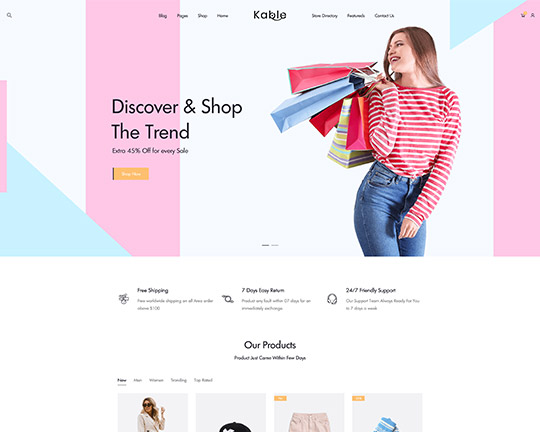 Blog Pages Shop Home Kable Store Directory Featureds Contact Us
Discover & Shop
The Trend
Extra 45% Off for every Sale
Shop Now
Free Shipping
Free worldwide shipping on all items order
above $100
7 Days Easy Return
Product any fault within 07 days for an
immediately exchange.
24/7 Friendly Support
Our Support Team Always Ready For You
to 7 days a week
Our Products
Product Just Came Within Few Days
New Men Women Trending Top Rated